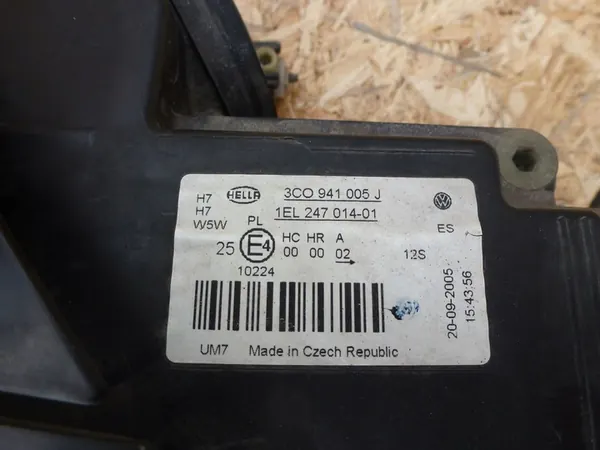 H7 HELLA 3CO 941 005 J
H7 1EL 247 014-01
W5W PL ES
25 E4 HC HR A
00 00 02 12S
10224
20-09-2005
15:43:56
UM7 Made in Czech Republic